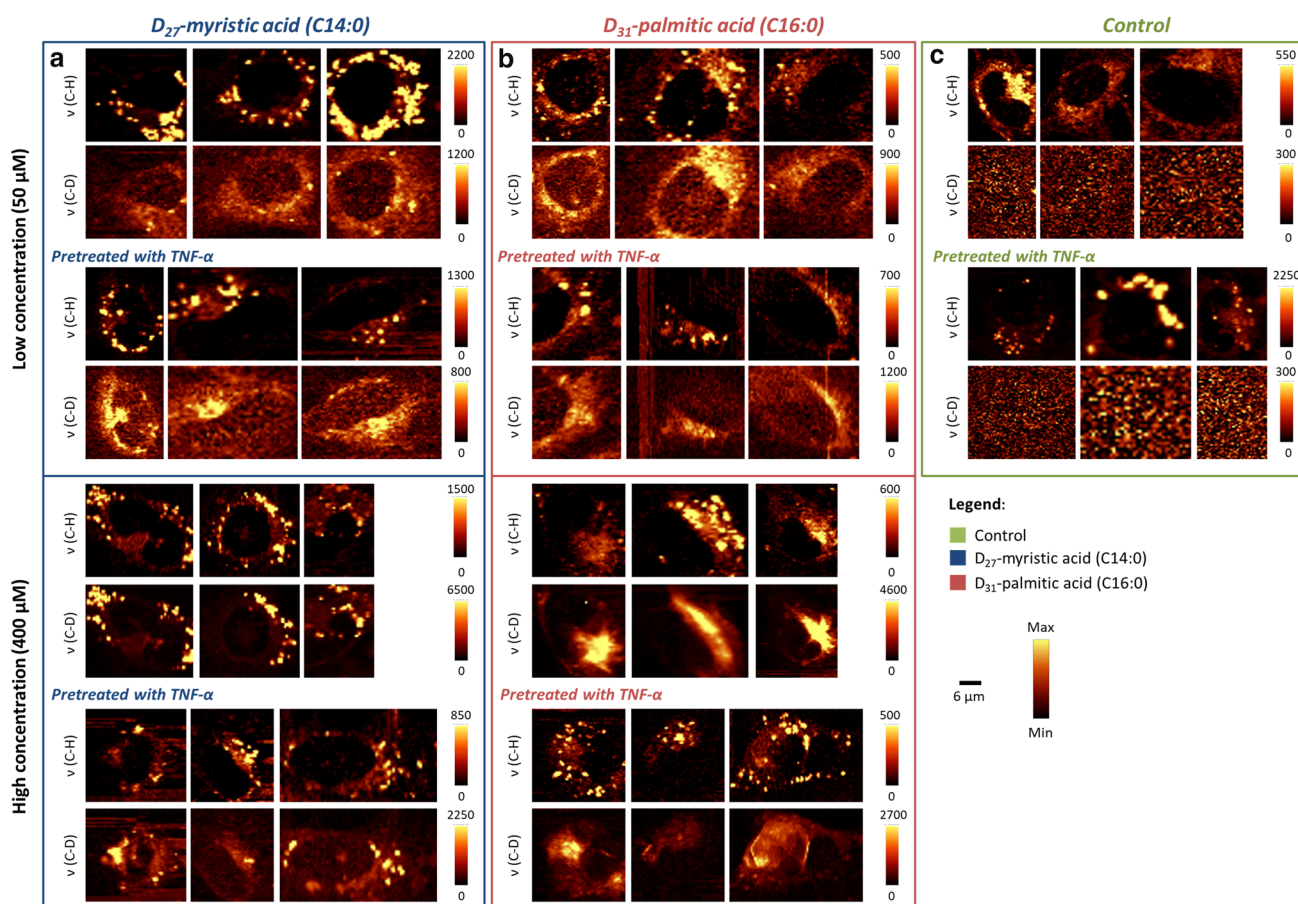 D27-myristic acid (C14:0)
D31-palmitic acid (C16:0)
Control
Low concentration (50 µM)
a
ν (C-H)
2200
0
ν (C-D)
1200
0
Pretreated with TNF-α
ν (C-H)
1300
0
ν (C-D)
800
0
b
ν (C-H)
500
0
ν (C-D)
900
0
Pretreated with TNF-α
ν (C-H)
700
0
ν (C-D)
1200
0
c
ν (C-H)
550
0
ν (C-D)
300
0
Pretreated with TNF-α
ν (C-H)
2250
0
ν (C-D)
300
0
High concentration (400 µM)
ν (C-H)
1500
0
ν (C-D)
6500
0
Pretreated with TNF-α
ν (C-H)
850
0
ν (C-D)
2250
0
ν (C-H)
600
0
ν (C-D)
4600
0
Pretreated with TNF-α
ν (C-H)
500
0
ν (C-D)
2700
0
Legend:
Control
D27-myristic acid (C14:0)
D31-palmitic acid (C16:0)
6 µm
Max
Min